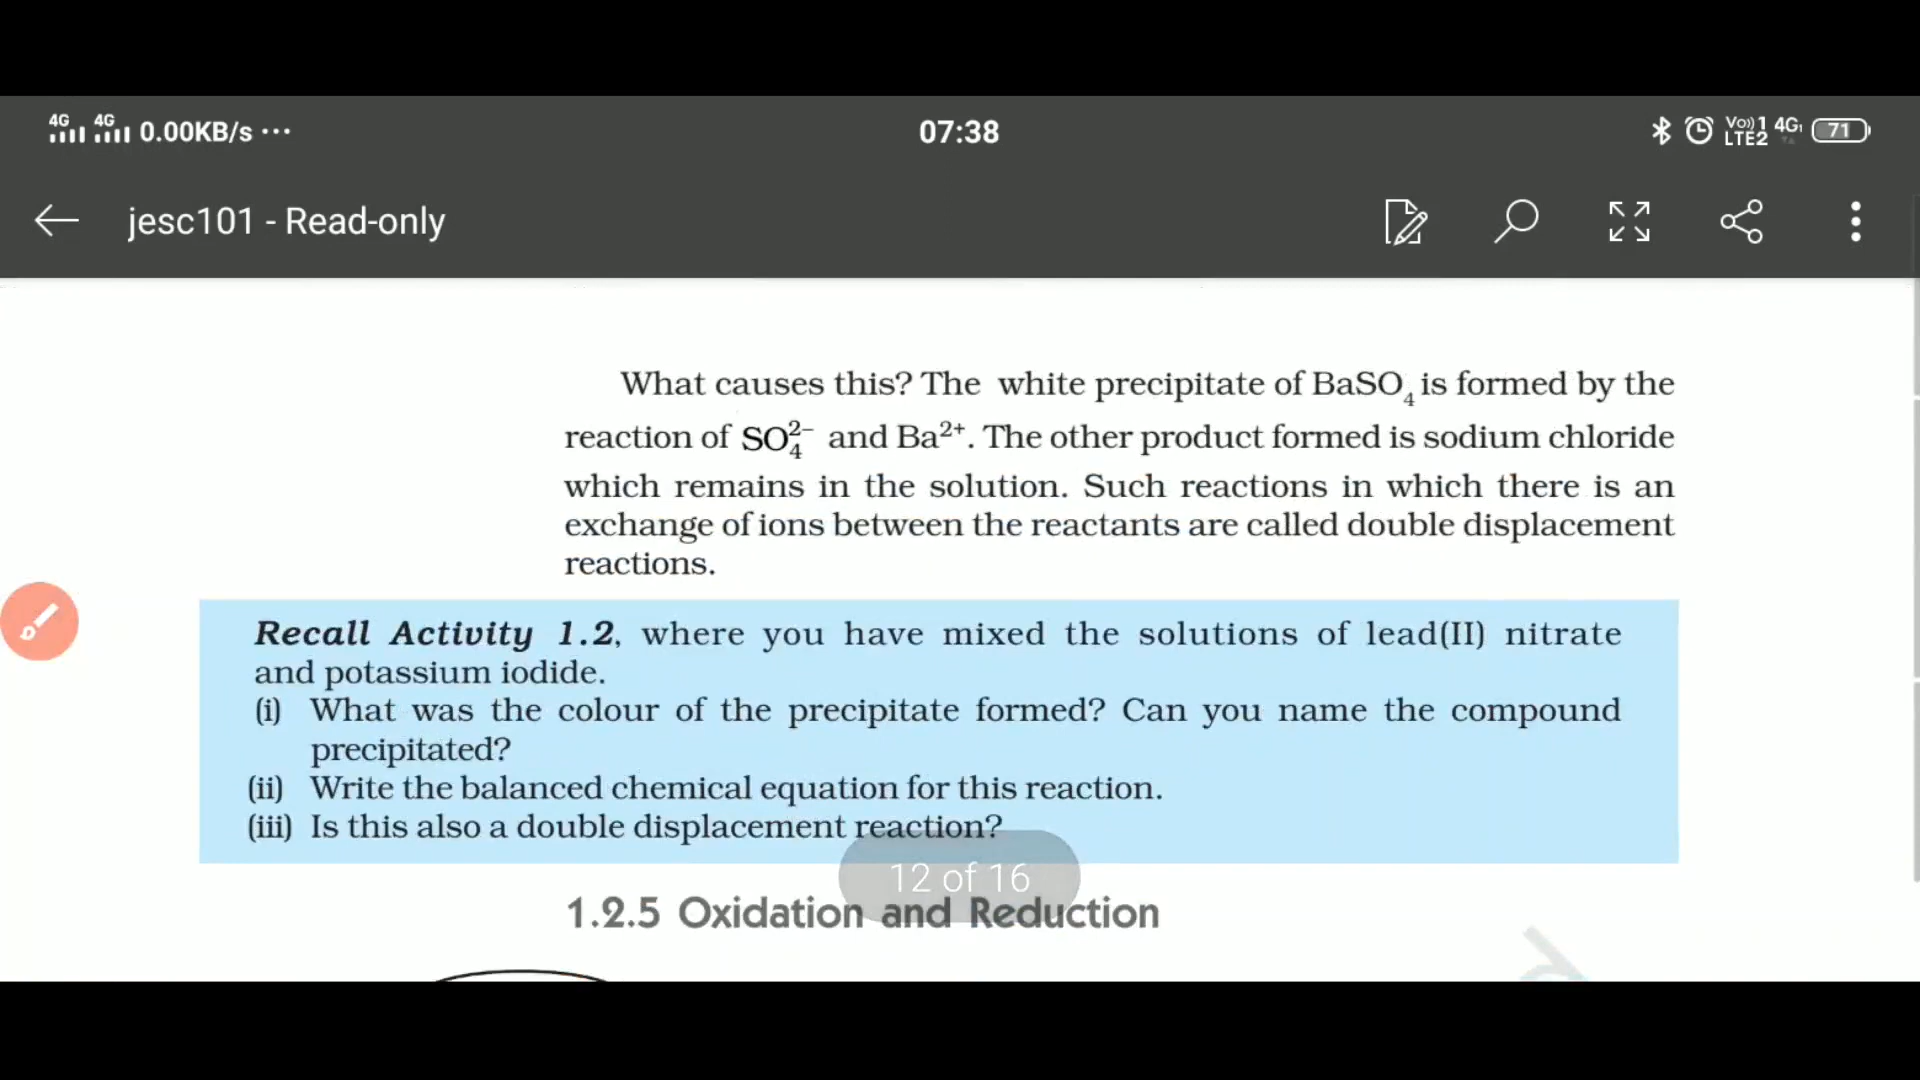 4G 4G 0.00KB/s ...
07:38
Vo)) 1 4G
LTE2
71
jesc101 - Read-only
What causes this? The white precipitate of BaSO₄ is formed by the
reaction of SO₄²⁻ and Ba²⁺. The other product formed is sodium chloride
which remains in the solution. Such reactions in which there is an
exchange of ions between the reactants are called double displacement
reactions.
Recall Activity 1.2, where you have mixed the solutions of lead(II) nitrate
and potassium iodide.
(i) What was the colour of the precipitate formed? Can you name the compound
precipitated?
(ii) Write the balanced chemical equation for this reaction.
(iii) Is this also a double displacement reaction?
12 of 16
1.2.5 Oxidation and Reduction